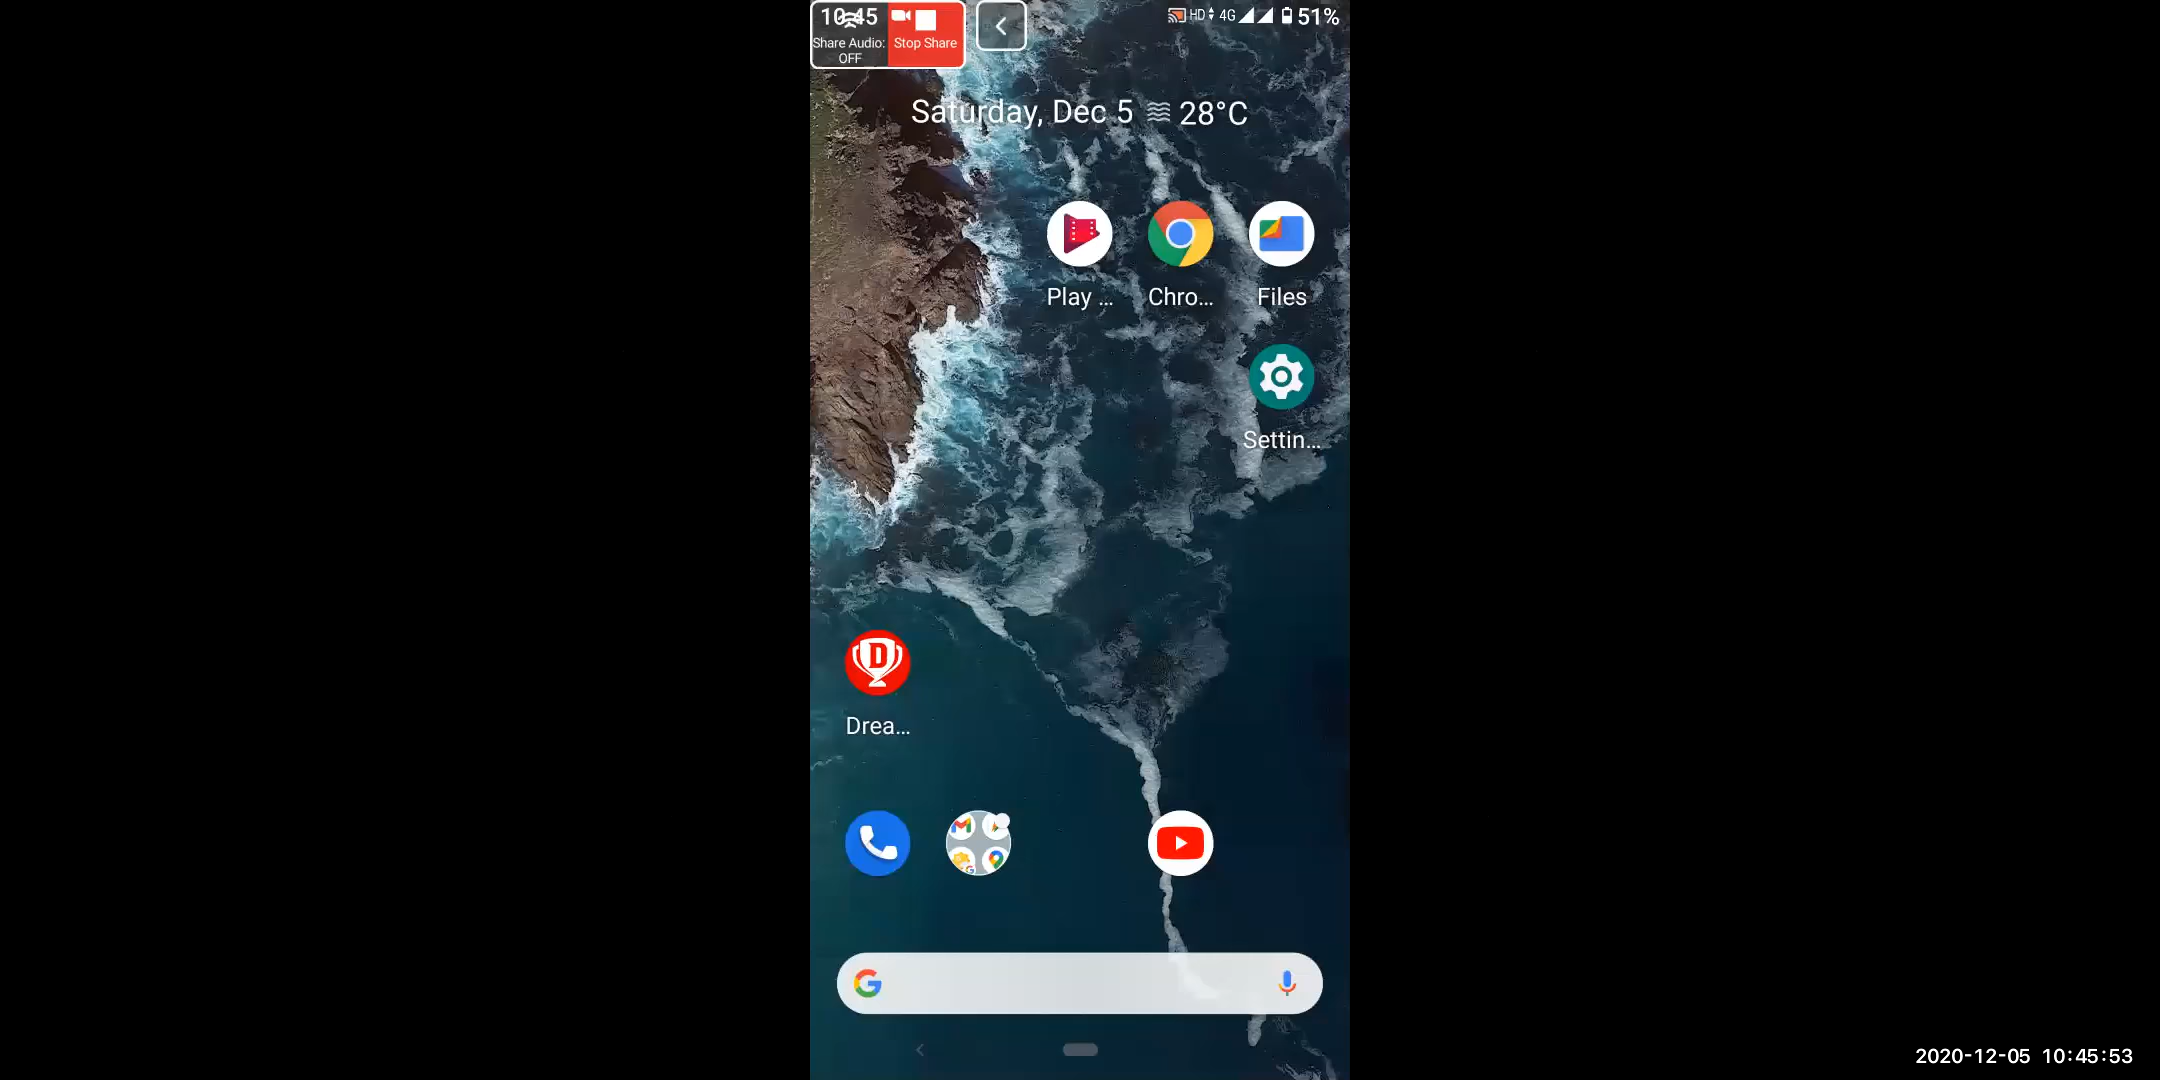 10:45
HD 4G 51%
Share Audio: OFF
Stop Share
Saturday, Dec 5 28°C
Play ...
Chro...
Files
Settin...
D
Drea...
2020-12-05 10:45:53